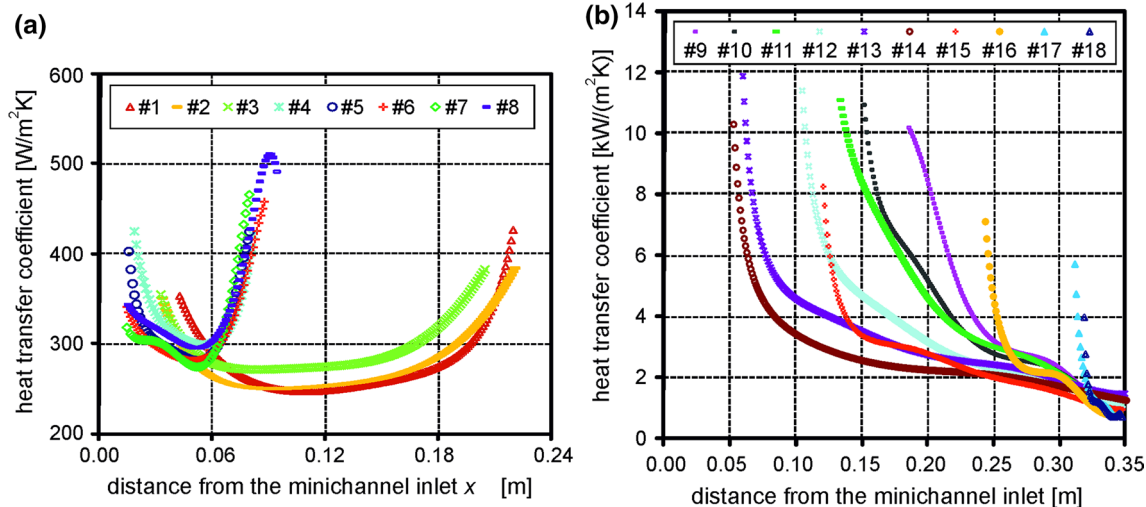 (a)
heat transfer coefficient [W/m²K]
600
500
400
300
200
#1 #2 #3 #4 #5 #6 #7 #8
0.00 0.06 0.12 0.18 0.24
distance from the minichannel inlet x [m]
(b)
heat transfer coefficient [kW/(m²K)]
14
12
10
8
6
4
2
0
#9 #10 #11 #12 #13 #14 #15 #16 #17 #18
0.00 0.05 0.10 0.15 0.20 0.25 0.30 0.35
distance from the minichannel inlet [m]